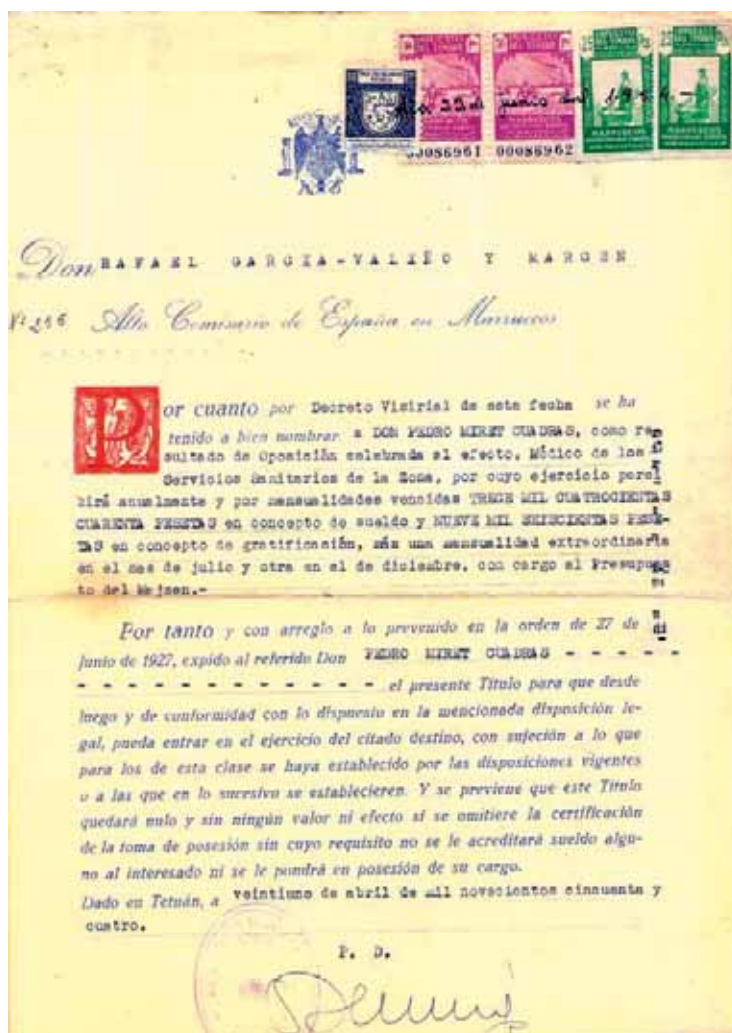 MARRUECOS
MARRUECOS
22 de junio de 1954.-
00086961 00086962
Don RAFAEL GARCIA-VALIÑO Y MARCEN
Nº 266 Alto Comisario de España en Marruecos
Por cuanto por Decreto Visirial de esta fecha se ha
tenido a bien nombrar a DON PEDRO MIRET CUADRAS, como re
sultado de Oposición celebrada al efecto, Médico de los
Servicios Sanitarios de la Zona, por cuyo ejercicio perci
birá anualmente y por mensualidades vencidas TRECE MIL CUATROCIENTAS
CUARENTA PESETAS en concepto de sueldo y NUEVE MIL SEISCIENTAS PESE-
TAS en concepto de gratificación, más una mensualidad extraordinaria
en el mes de julio y otra en el de diciembre, con cargo al Presupues
to del Majzen.-
Por tanto y con arreglo a lo prevenido en la orden de 27 de
junio de 1927, expido al referido Don PEDRO MIRET CUADRAS - - - - -
- - - - - - - - - - - - el presente Título para que desde
luego y de conformidad con lo dispuesto en la mencionada disposición le-
gal, pueda entrar en el ejercicio del citado destino, con sujeción a lo que
para los de esta clase se haya establecido por las disposiciones vigentes
o a las que en lo sucesivo se establecieren. Y se previene que este Título
quedará nulo y sin ningún valor ni efecto si se omitiere la certificación
de la toma de posesión sin cuyo requisito no se le acreditará sueldo algu-
no al interesado ni se le pondrá en posesión de su cargo.
Dado en Tetuán, a veintiuno de abril de mil novecientos cincuenta y
cuatro.
P. D.